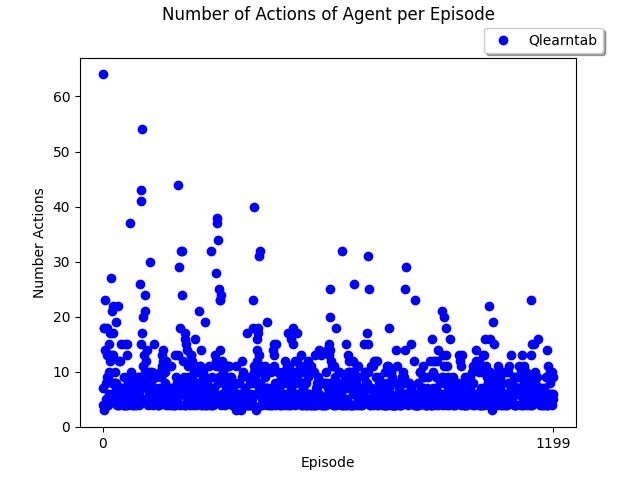 Number of Actions of Agent per Episode
Qlearntab
60
50
40
30
20
10
0
Number Actions
0
1199
Episode